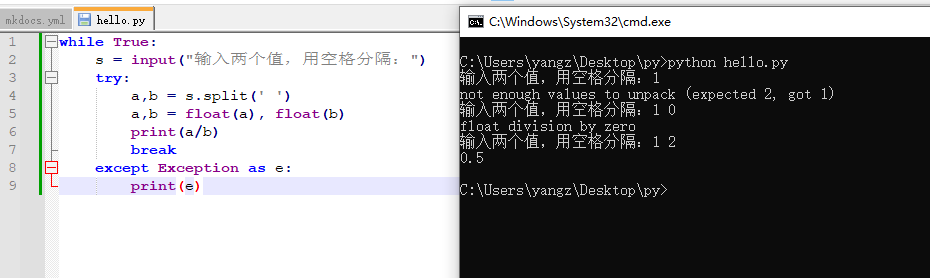 mkdocs.yml hello.py
1 while True:
2 s = input("输入两个值，用空格分隔：")
3 try:
4 a,b = s.split(' ')
5 a,b = float(a), float(b)
6 print(a/b)
7 break
8 except Exception as e:
9 print(e)
C:\Windows\System32\cmd.exe
C:\Users\yangz\Desktop\py>python hello.py
输入两个值，用空格分隔：1
not enough values to unpack (expected 2, got 1)
输入两个值，用空格分隔：1 0
float division by zero
输入两个值，用空格分隔：1 2
0.5
C:\Users\yangz\Desktop\py>